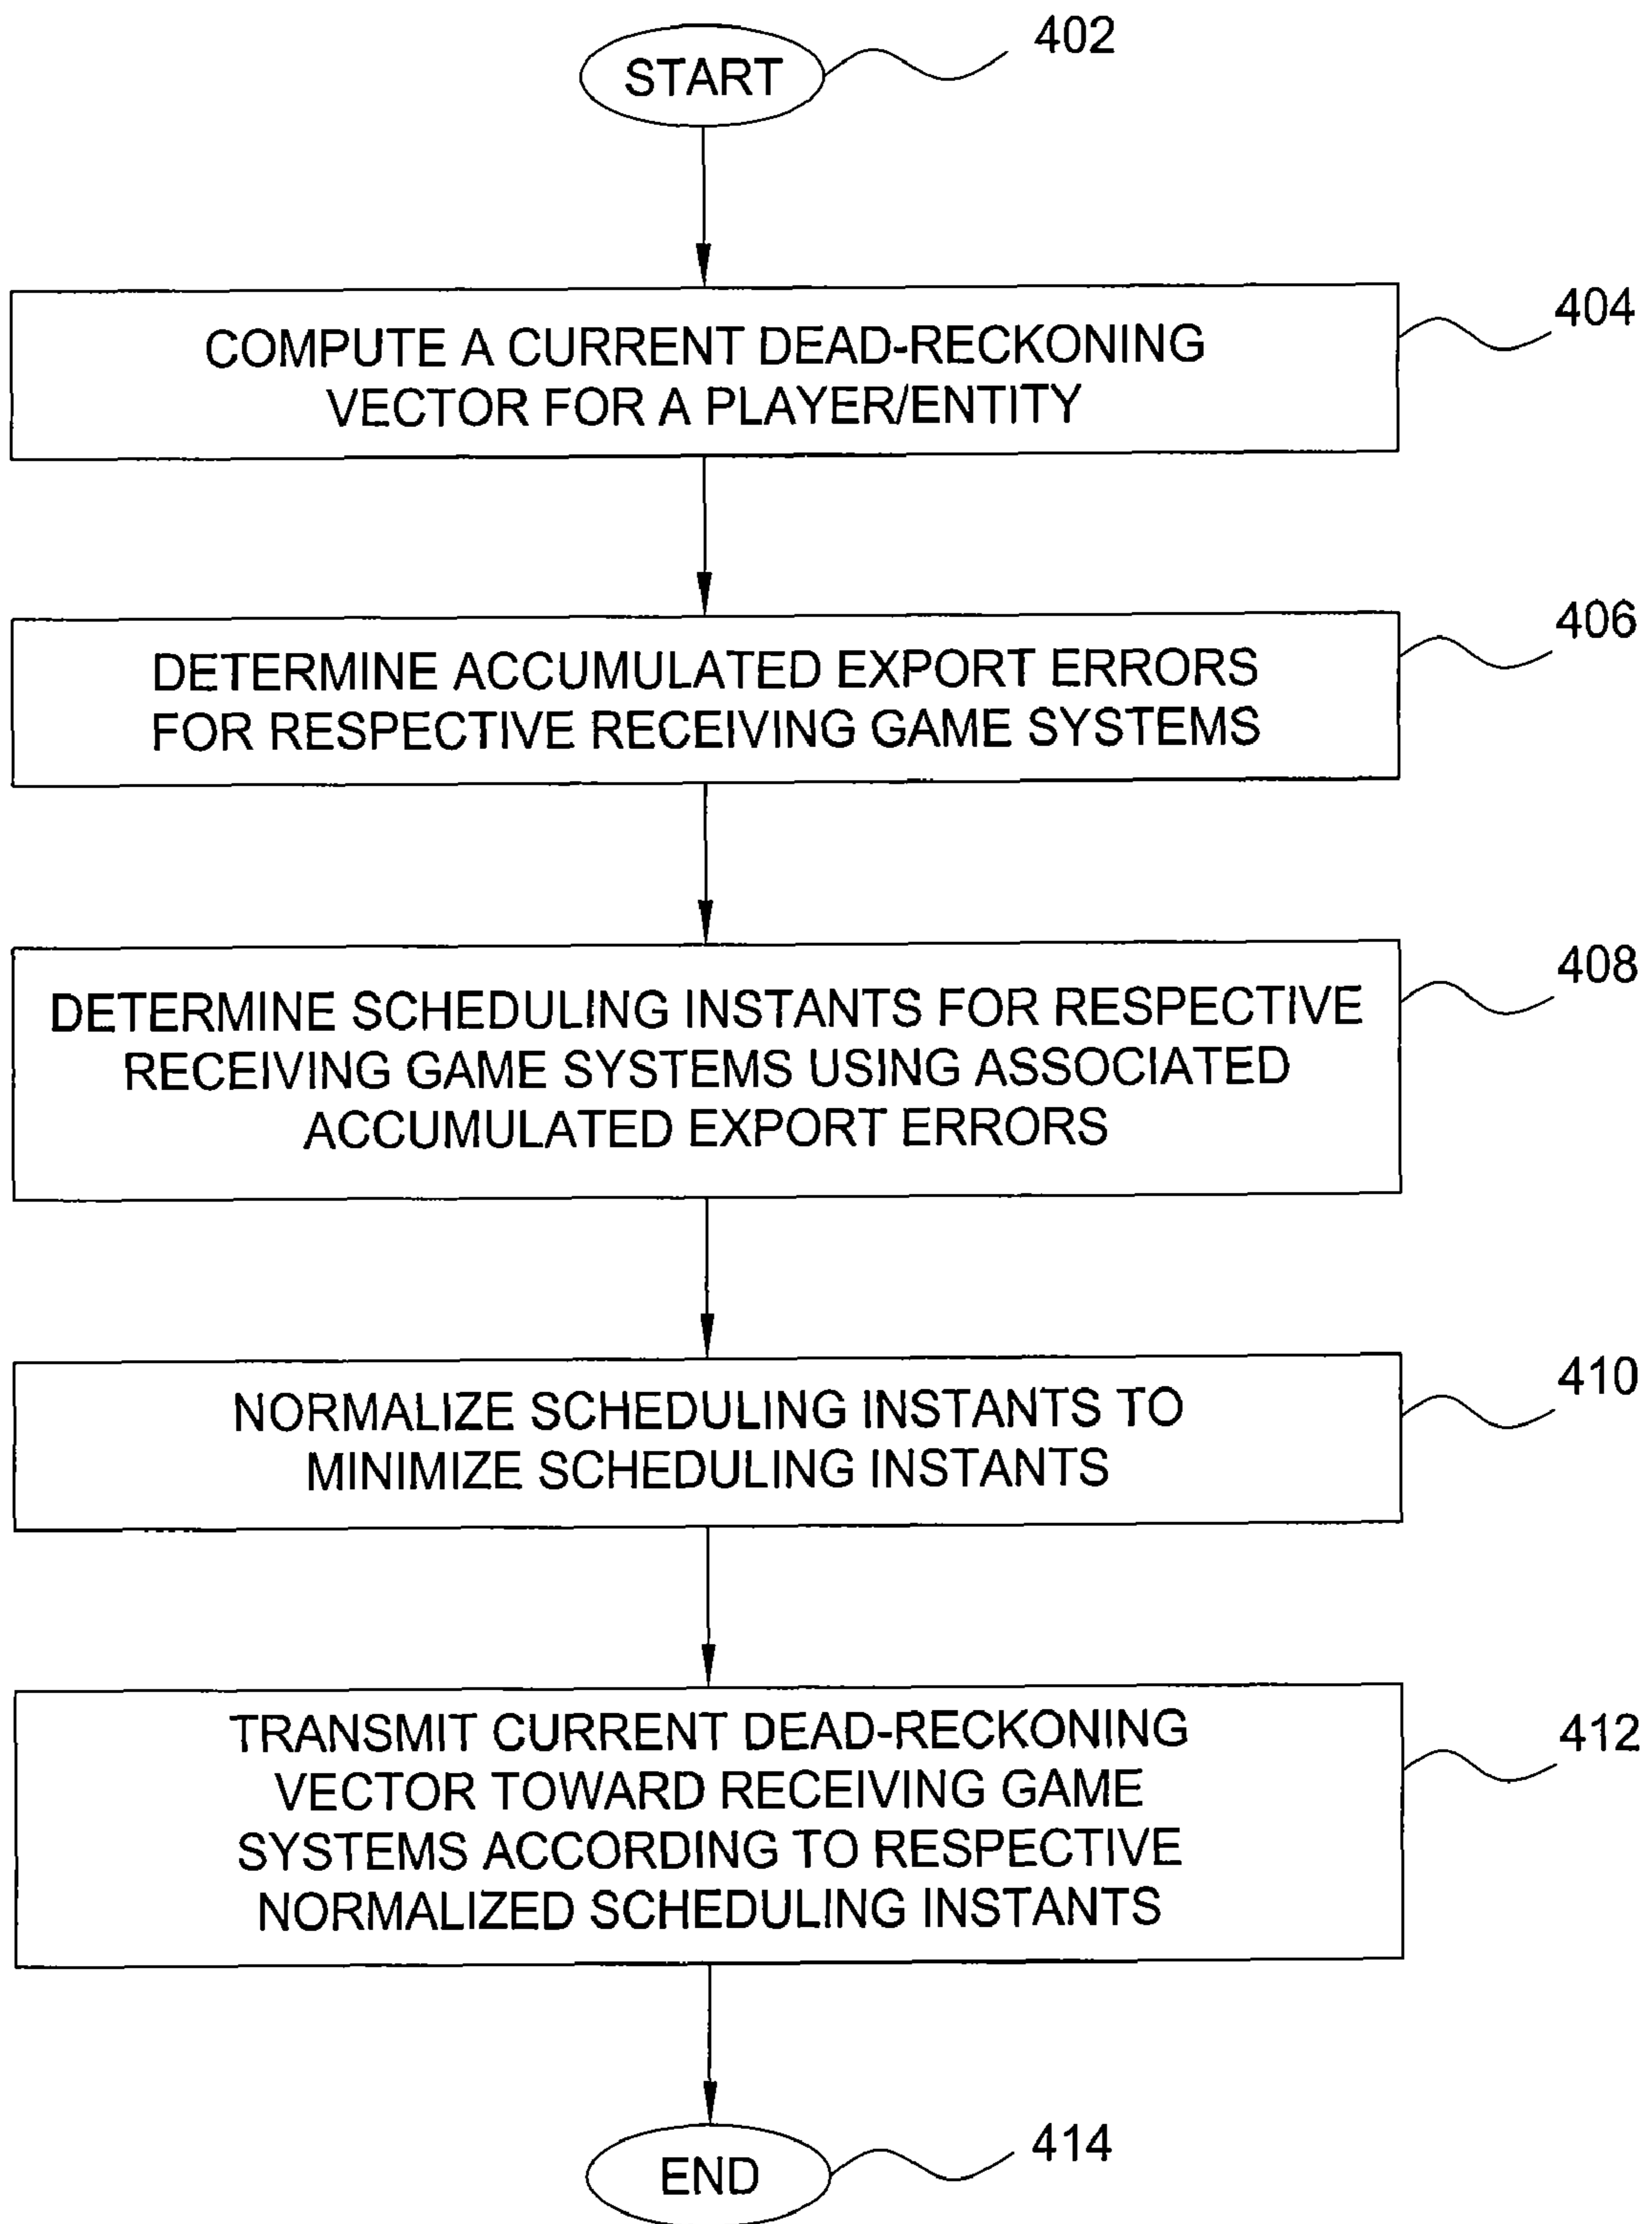 START
402
COMPUTE A CURRENT DEAD-RECKONING
VECTOR FOR A PLAYER/ENTITY
404
DETERMINE ACCUMULATED EXPORT ERRORS
FOR RESPECTIVE RECEIVING GAME SYSTEMS
406
DETERMINE SCHEDULING INSTANTS FOR RESPECTIVE
RECEIVING GAME SYSTEMS USING ASSOCIATED
ACCUMULATED EXPORT ERRORS
408
NORMALIZE SCHEDULING INSTANTS TO
MINIMIZE SCHEDULING INSTANTS
410
TRANSMIT CURRENT DEAD-RECKONING
VECTOR TOWARD RECEIVING GAME
SYSTEMS ACCORDING TO RESPECTIVE
NORMALIZED SCHEDULING INSTANTS
412
END
414